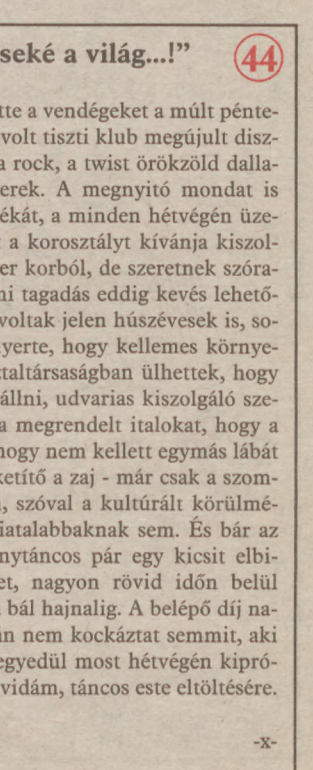 seké a világ...!”
44
tte a vendégeket a múlt pénte-
volt tiszti klub megújult disz-
a rock, a twist örökzöld dalla-
erek. A megnyitó mondat is
ékát, a minden hétvégén üze-
t a korosztályt kívánja kiszol-
er korból, de szeretnek szóra-
ni tagadás eddig kevés lehető-
voltak jelen húszévesek is, so-
yerte, hogy kellemes környe-
ztaltársaságban ülhettek, hogy
állni, udvarias kiszolgáló sze-
a megrendelt italokat, hogy a
hogy nem kellett egymás lábát
ketítő a zaj - már csak a szom-
, szóval a kultúrált körülmé-
iatalabbaknak sem. És bár az
nytáncos pár egy kicsit elbi-
et, nagyon rövid időn belül
bál hajnalig. A belépő díj na-
án nem kockáztat semmit, aki
egyedül most hétvégén kipró-
vidám, táncos este eltöltésére.
-x-